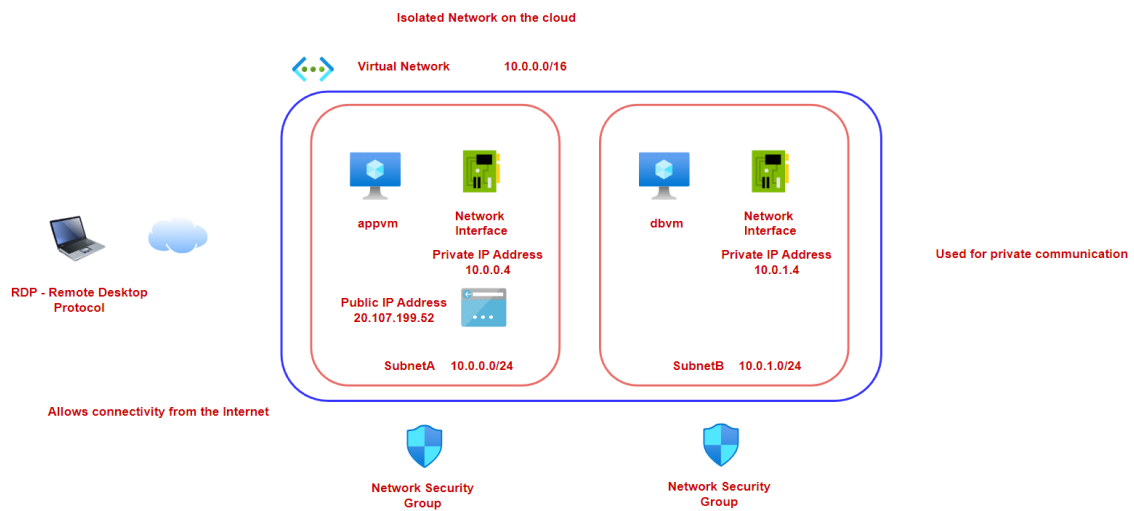 Isolated Network on the cloud
Virtual Network
10.0.0.0/16
appvm
Network
Interface
Private IP Address
10.0.0.4
Public IP Address
20.107.199.52
SubnetA
10.0.0.0/24
dbvm
Network
Interface
Private IP Address
10.0.1.4
SubnetB
10.0.1.0/24
RDP - Remote Desktop
Protocol
Used for private communication
Allows connectivity from the Internet
Network Security
Group
Network Security
Group